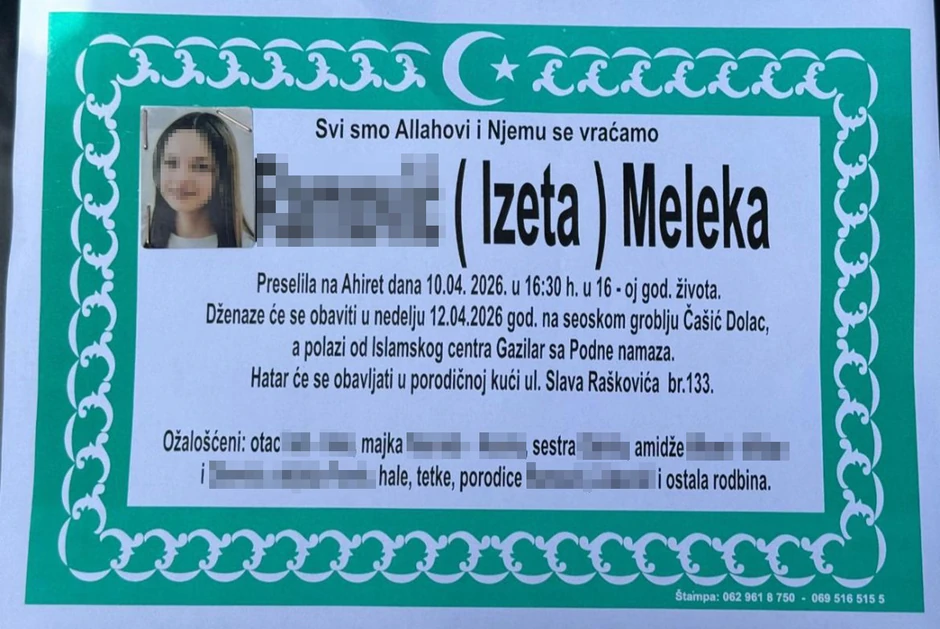 Svi smo Allahovi i Njemu se vraćamo
( Izeta ) Meleka
Preselila na Ahiret dana 10.04. 2026. u 16:30 h. u 16 - oj god. života.
Dženaze će se obaviti u nedelju 12.04.2026 god. na seoskom groblju Čašić Dolac,
a polazi od Islamskog centra Gazilar sa Podne namaza.
Hatar će se obavljati u porodičnoj kući ul. Slava Raškovića br.133.
Ožalošćeni: otac majka , sestra amidže
i hale, tetke, porodice i ostala rodbina.
Štampa: 062 961 8 750 - 069 516 515 5